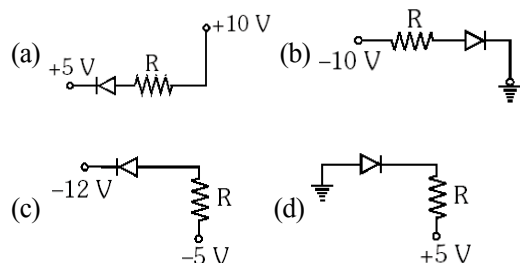 (a)
+5 V
R
+10 V
(b)
–10 V
R
(c)
–12 V
R
–5 V
(d)
R
+5 V